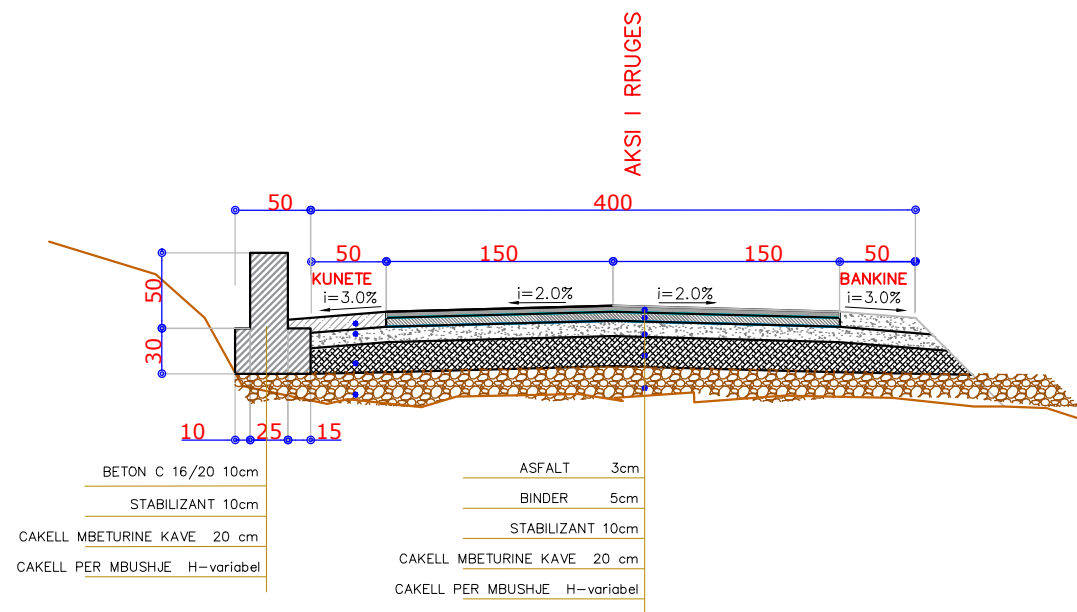 AKSI I RRUGES
50
400
50
150
150
50
KUNETE
BANKINE
i=3.0%
i=2.0%
i=2.0%
i=3.0%
50
30
10
25
15
BETON C 16/20 10cm
STABILIZANT 10cm
CAKELL MBETURINE KAVE 20 cm
CAKELL PER MBUSHJE H-variabel
ASFALT 3cm
BINDER 5cm
STABILIZANT 10cm
CAKELL MBETURINE KAVE 20 cm
CAKELL PER MBUSHJE H-variabel